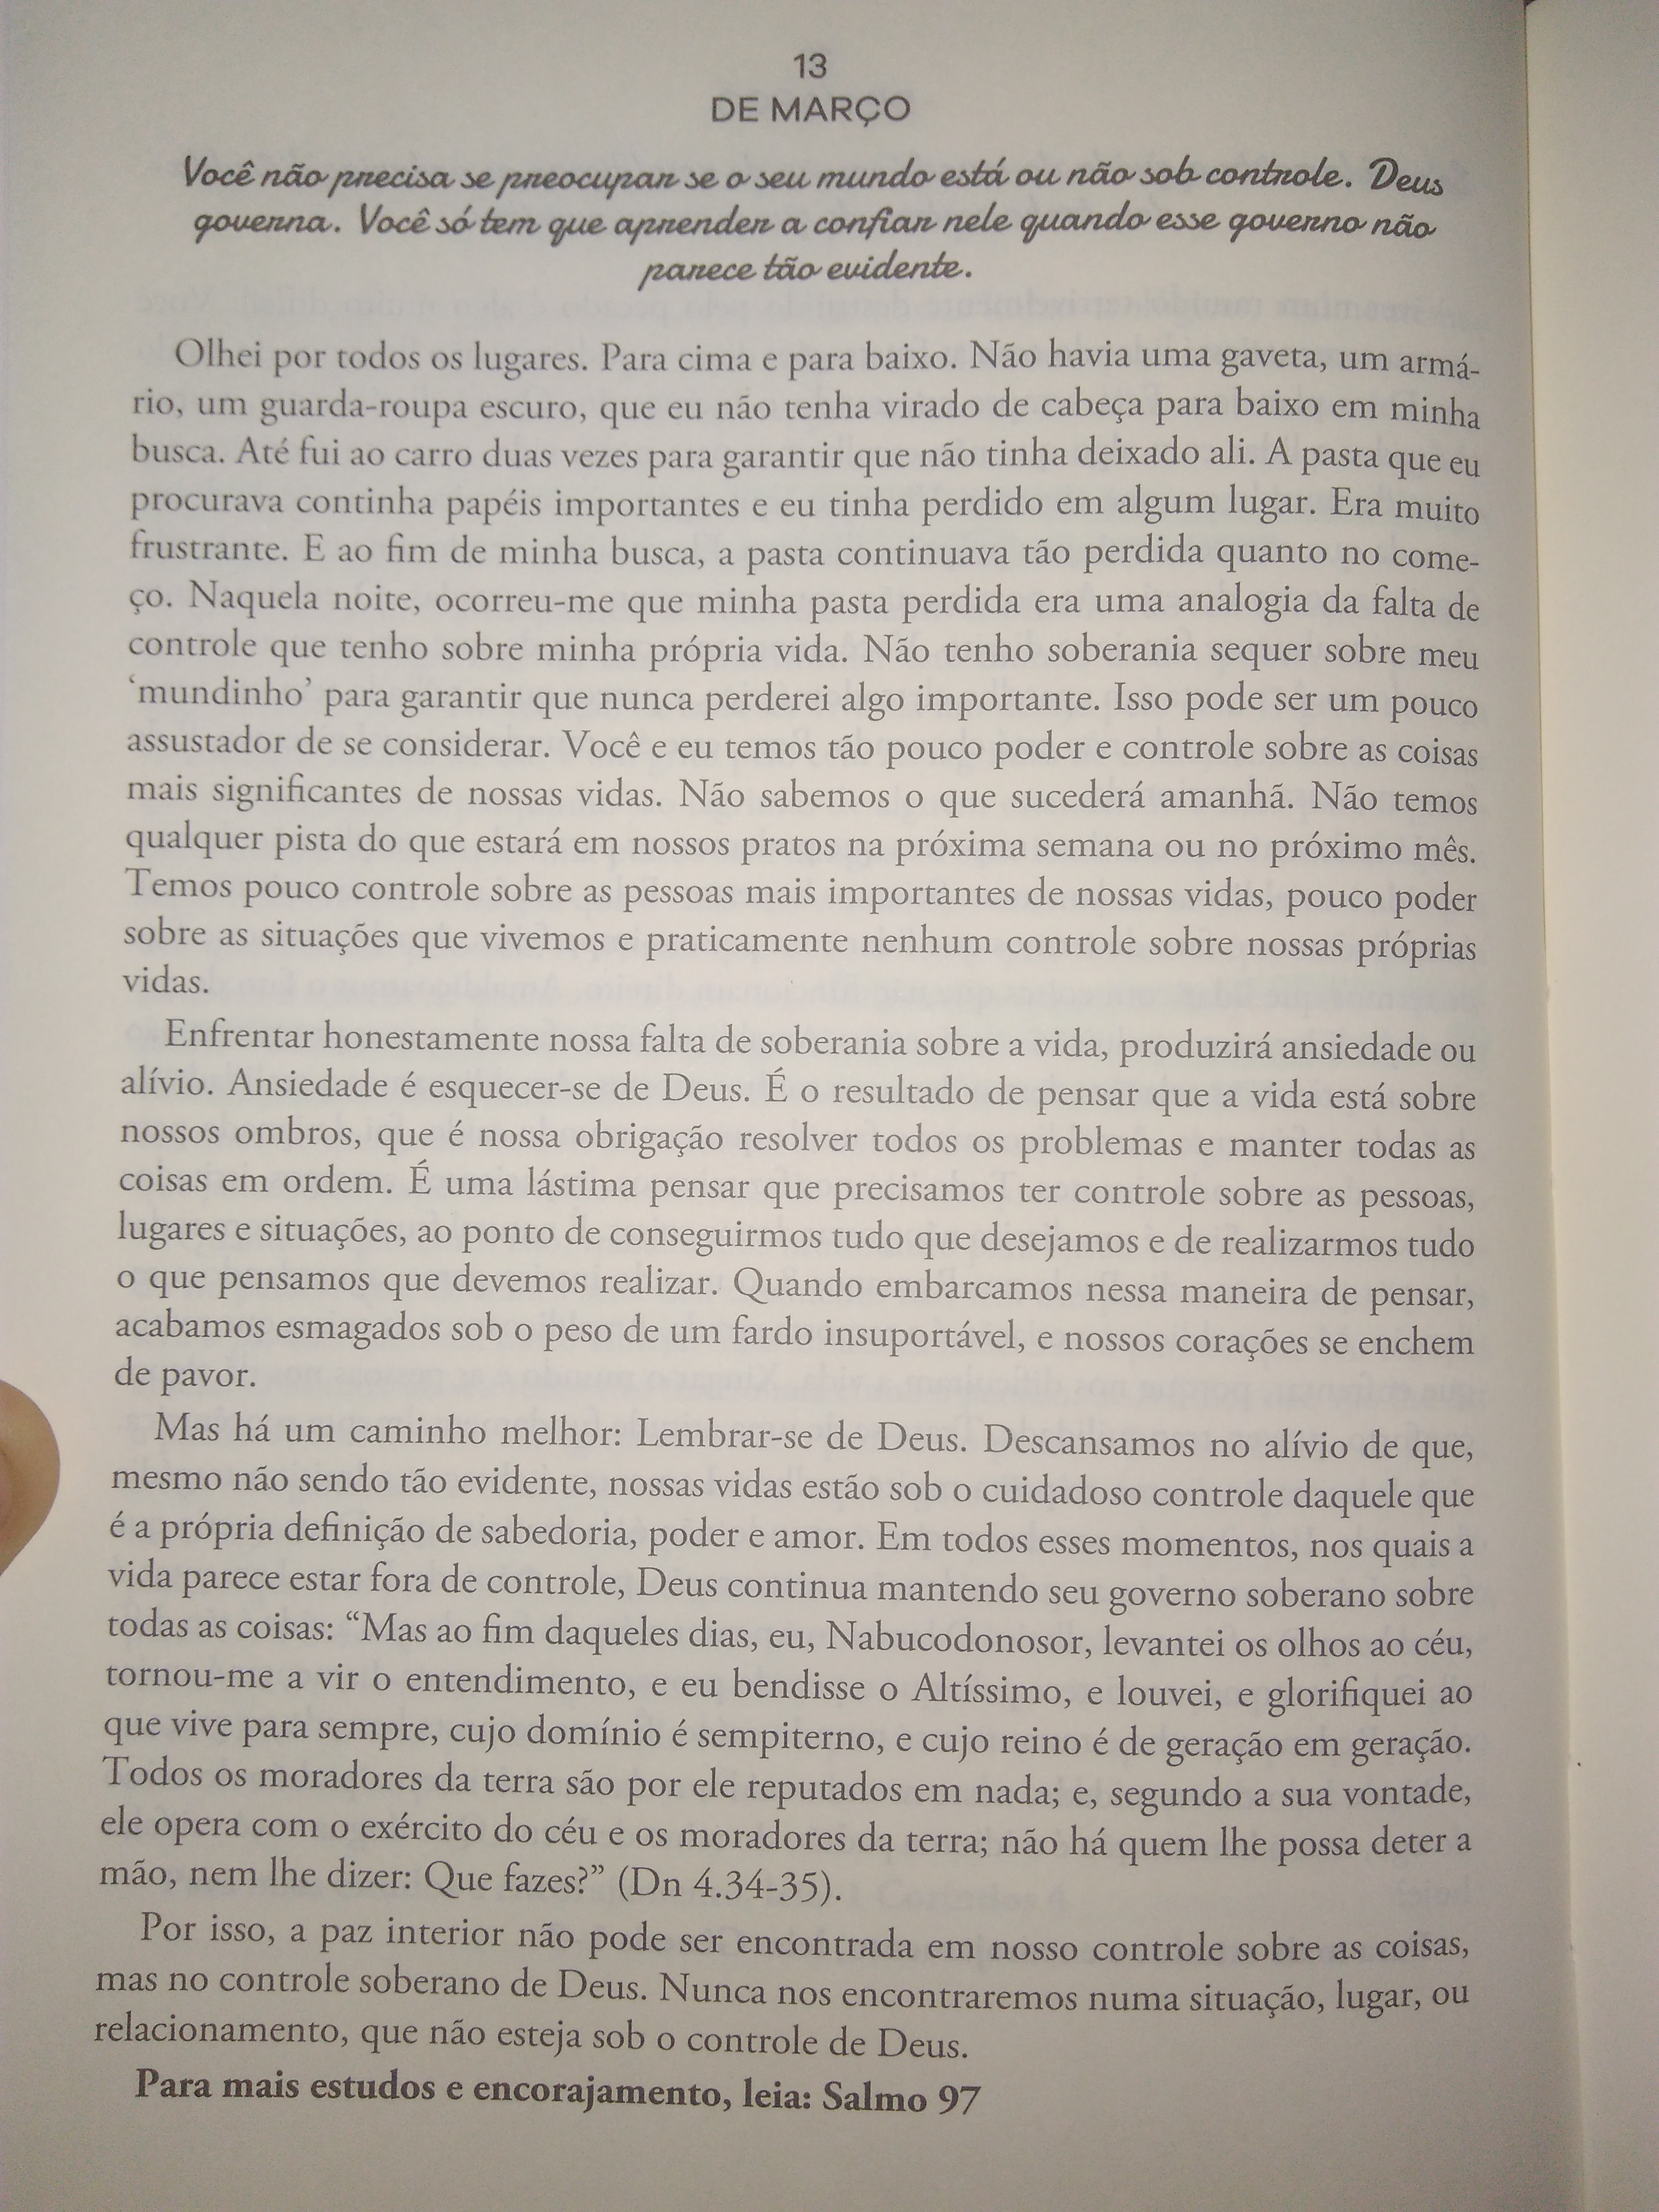 13
DE MARÇO
Você não precisa se preocupar se o seu mundo está ou não sob controle. Deus
governa. Você só tem que aprender a confiar nele quando esse governo não
parece tão evidente.
Olhei por todos os lugares. Para cima e para baixo. Não havia uma gaveta, um armá-
rio, um guarda-roupa escuro, que eu não tenha virado de cabeça para baixo em minha
busca. Até fui ao carro duas vezes para garantir que não tinha deixado ali. A pasta que eu
procurava continha papéis importantes e eu tinha perdido em algum lugar. Era muito
frustrante. E ao fim de minha busca, a pasta continuava tão perdida quanto no come-
ço. Naquela noite, ocorreu-me que minha pasta perdida era uma analogia da falta de
controle que tenho sobre minha própria vida. Não tenho soberania sequer sobre meu
‘mundinho’ para garantir que nunca perderei algo importante. Isso pode ser um pouco
assustador de se considerar. Você e eu temos tão pouco poder e controle sobre as coisas
mais significantes de nossas vidas. Não sabemos o que sucederá amanhã. Não temos
qualquer pista do que estará em nossos pratos na próxima semana ou no próximo mês.
Temos pouco controle sobre as pessoas mais importantes de nossas vidas, pouco poder
sobre as situações que vivemos e praticamente nenhum controle sobre nossas próprias
vidas.
Enfrentar honestamente nossa falta de soberania sobre a vida, produzirá ansiedade ou
alívio. Ansiedade é esquecer-se de Deus. É o resultado de pensar que a vida está sobre
nossos ombros, que é nossa obrigação resolver todos os problemas e manter todas as
coisas em ordem. É uma lástima pensar que precisamos ter controle sobre as pessoas,
lugares e situações, ao ponto de conseguirmos tudo que desejamos e de realizarmos tudo
o que pensamos que devemos realizar. Quando embarcamos nessa maneira de pensar,
acabamos esmagados sob o peso de um fardo insuportável, e nossos corações se enchem
de pavor.
Mas há um caminho melhor: Lembrar-se de Deus. Descansamos no alívio de que,
mesmo não sendo tão evidente, nossas vidas estão sob o cuidadoso controle daquele que
é a própria definição de sabedoria, poder e amor. Em todos esses momentos, nos quais a
vida parece estar fora de controle, Deus continua mantendo seu governo soberano sobre
todas as coisas: “Mas ao fim daqueles dias, eu, Nabucodonosor, levantei os olhos ao céu,
tornou-me a vir o entendimento, e eu bendisse o Altíssimo, e louvei, e glorifiquei ao
que vive para sempre, cujo domínio é sempiterno, e cujo reino é de geração em geração.
Todos os moradores da terra são por ele reputados em nada; e, segundo a sua vontade,
ele opera com o exército do céu e os moradores da terra; não há quem lhe possa deter a
mão, nem lhe dizer: Que fazes?” (Dn 4.34-35).
Por isso, a paz interior não pode ser encontrada em nosso controle sobre as coisas,
mas no controle soberano de Deus. Nunca nos encontraremos numa situação, lugar, ou
relacionamento, que não esteja sob o controle de Deus.
Para mais estudos e encorajamento, leia: Salmo 97